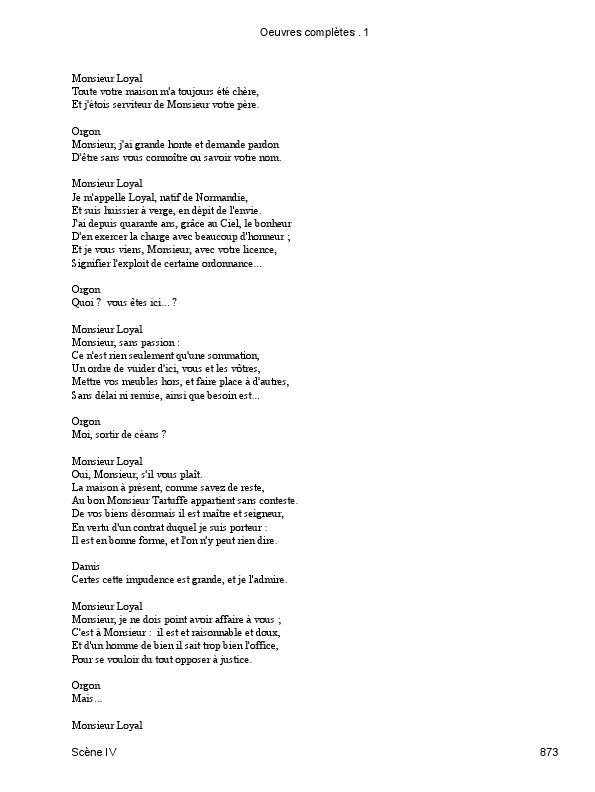 Oeuvres complètes . 1
Monsieur Loyal
Toute votre maison m'a toujours été chère,
Et j'étois serviteur de Monsieur votre père.
Orgon
Monsieur, j'ai grande honte et demande pardon
D'être sans vous connoître ou savoir votre nom.
Monsieur Loyal
Je m'appelle Loyal, natif de Normandie,
Et suis huissier à verge, en dépit de l'envie.
J'ai depuis quarante ans, grâce au Ciel, le bonheur
D'en exercer la charge avec beaucoup d'honneur ;
Et je vous viens, Monsieur, avec votre licence,
Signifier l'exploit de certaine ordonnance...
Orgon
Quoi ?  vous êtes ici... ?
Monsieur Loyal
Monsieur, sans passion :
Ce n'est rien seulement qu'une sommation,
Un ordre de vuider d'ici, vous et les vôtres,
Mettre vos meubles hors, et faire place à d'autres,
Sans délai ni remise, ainsi que besoin est...
Orgon
Moi, sortir de céans ?
Monsieur Loyal
Oui, Monsieur, s'il vous plaît.
La maison à présent, comme savez de reste,
Au bon Monsieur Tartuffe appartient sans conteste.
De vos biens désormais il est maître et seigneur,
En vertu d'un contrat duquel je suis porteur :
Il est en bonne forme, et l'on n'y peut rien dire.
Damis
Certes cette impudence est grande, et je l'admire.
Monsieur Loyal
Monsieur, je ne dois point avoir affaire à vous ;
C'est à Monsieur :  il est et raisonnable et doux,
Et d'un homme de bien il sait trop bien l'office,
Pour se vouloir du tout opposer à justice.
Orgon
Mais...
Monsieur Loyal
Scène IV
873